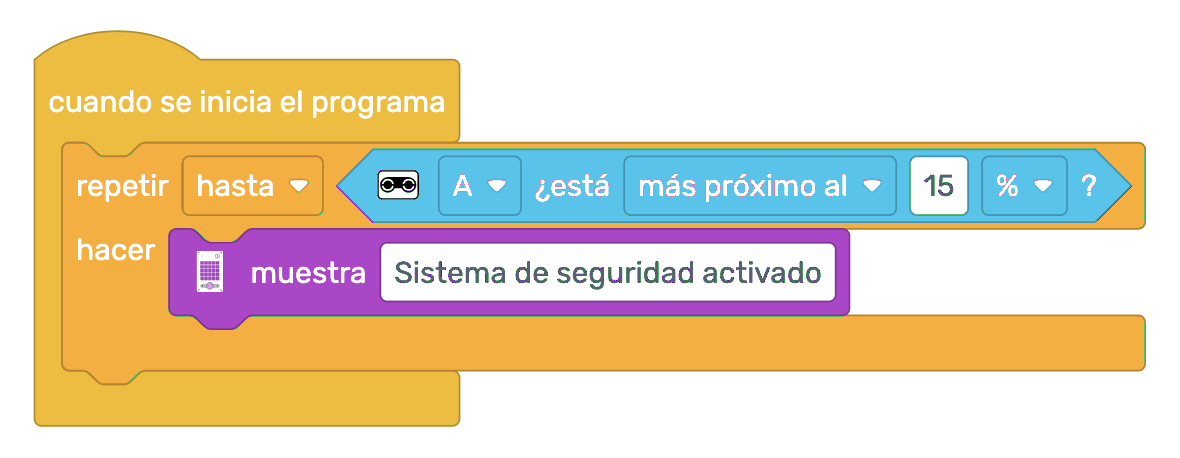 cuando se inicia el programa
repetir hasta A ¿está más próximo al 15 % ?
hacer
muestra Sistema de seguridad activado